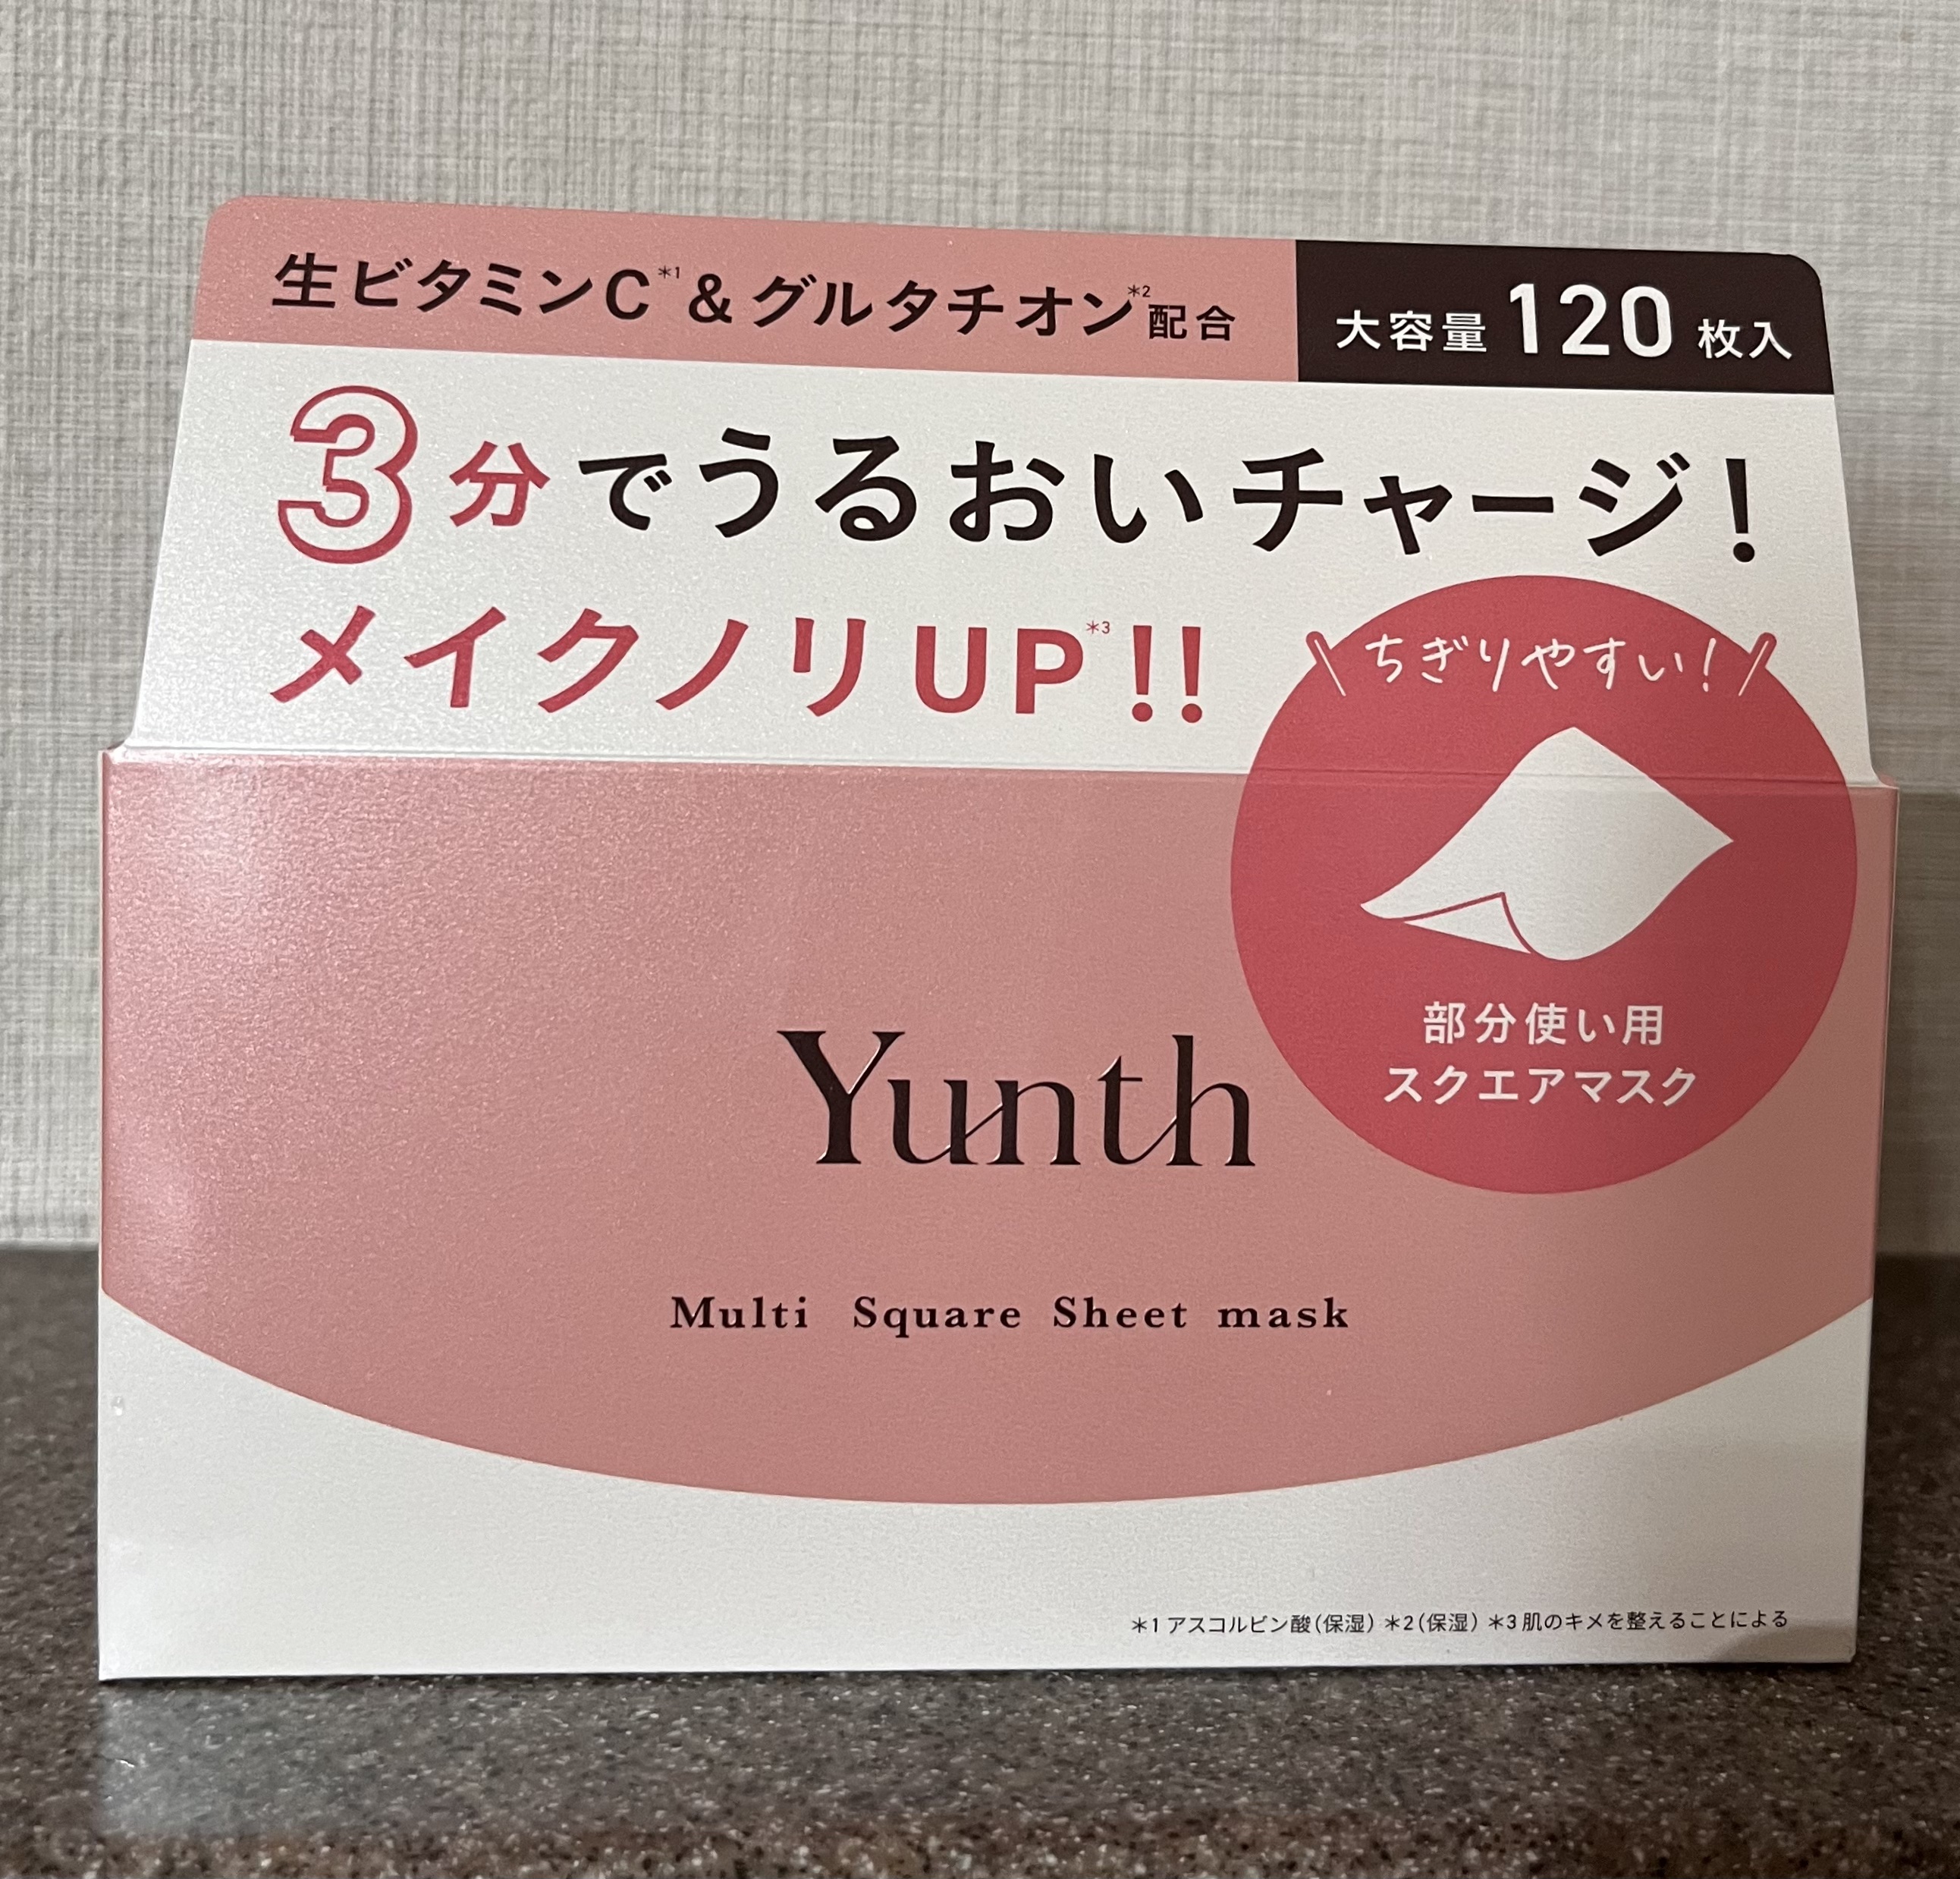 生ビタミンC*1&グルタチオン*2配合
大容量120枚入
3分でうるおいチャージ!
メイクノリUP*3!!
\ちぎりやすい!/
部分使い用
スクエアマスク
Yunth
Multi Square Sheet mask
*1アスコルビン酸(保湿) *2(保湿) *3肌のキメを整えることによる